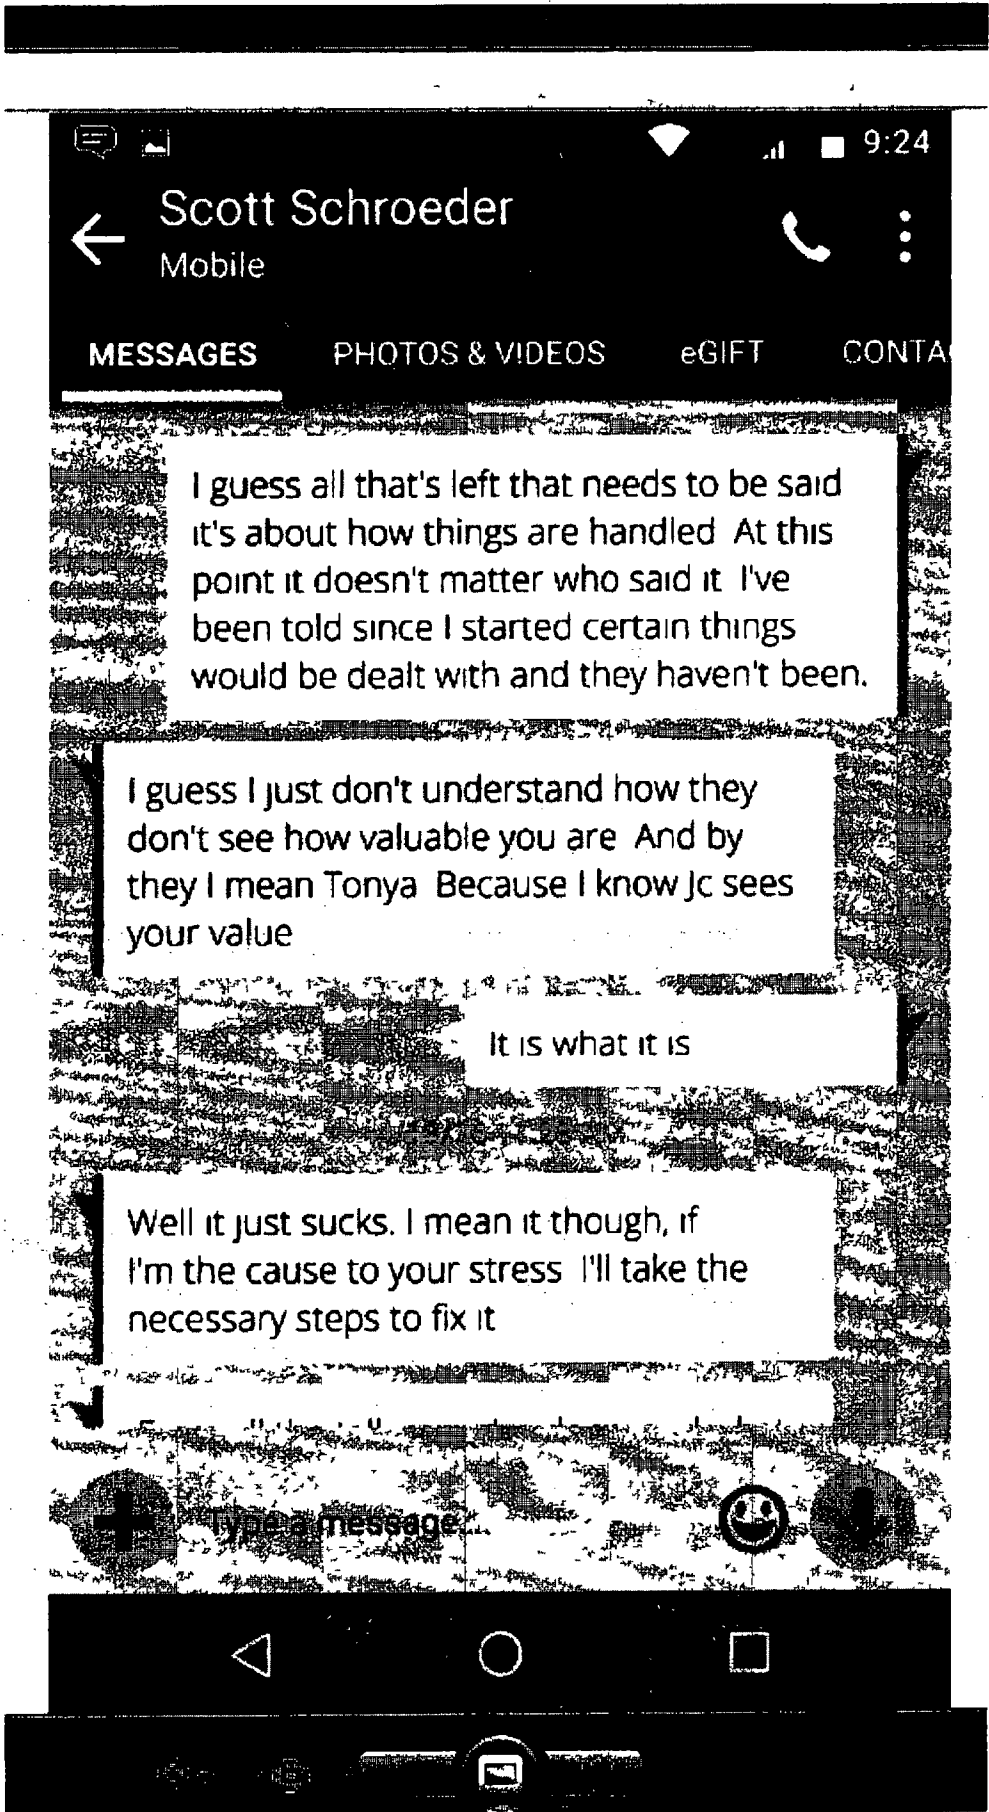 9:24
Scott Schroeder
Mobile
MESSAGES PHOTOS & VIDEOS eGIFT CONTA
I guess all that's left that needs to be said
it's about how things are handled At this
point it doesn't matter who said it I've
been told since I started certain things
would be dealt with and they haven't been.
I guess I just don't understand how they
don't see how valuable you are And by
they I mean Tonya Because I know Jc sees
your value
It is what it is
Well it just sucks. I mean it though, if
I'm the cause to your stress I'll take the
necessary steps to fix it
Type a message...